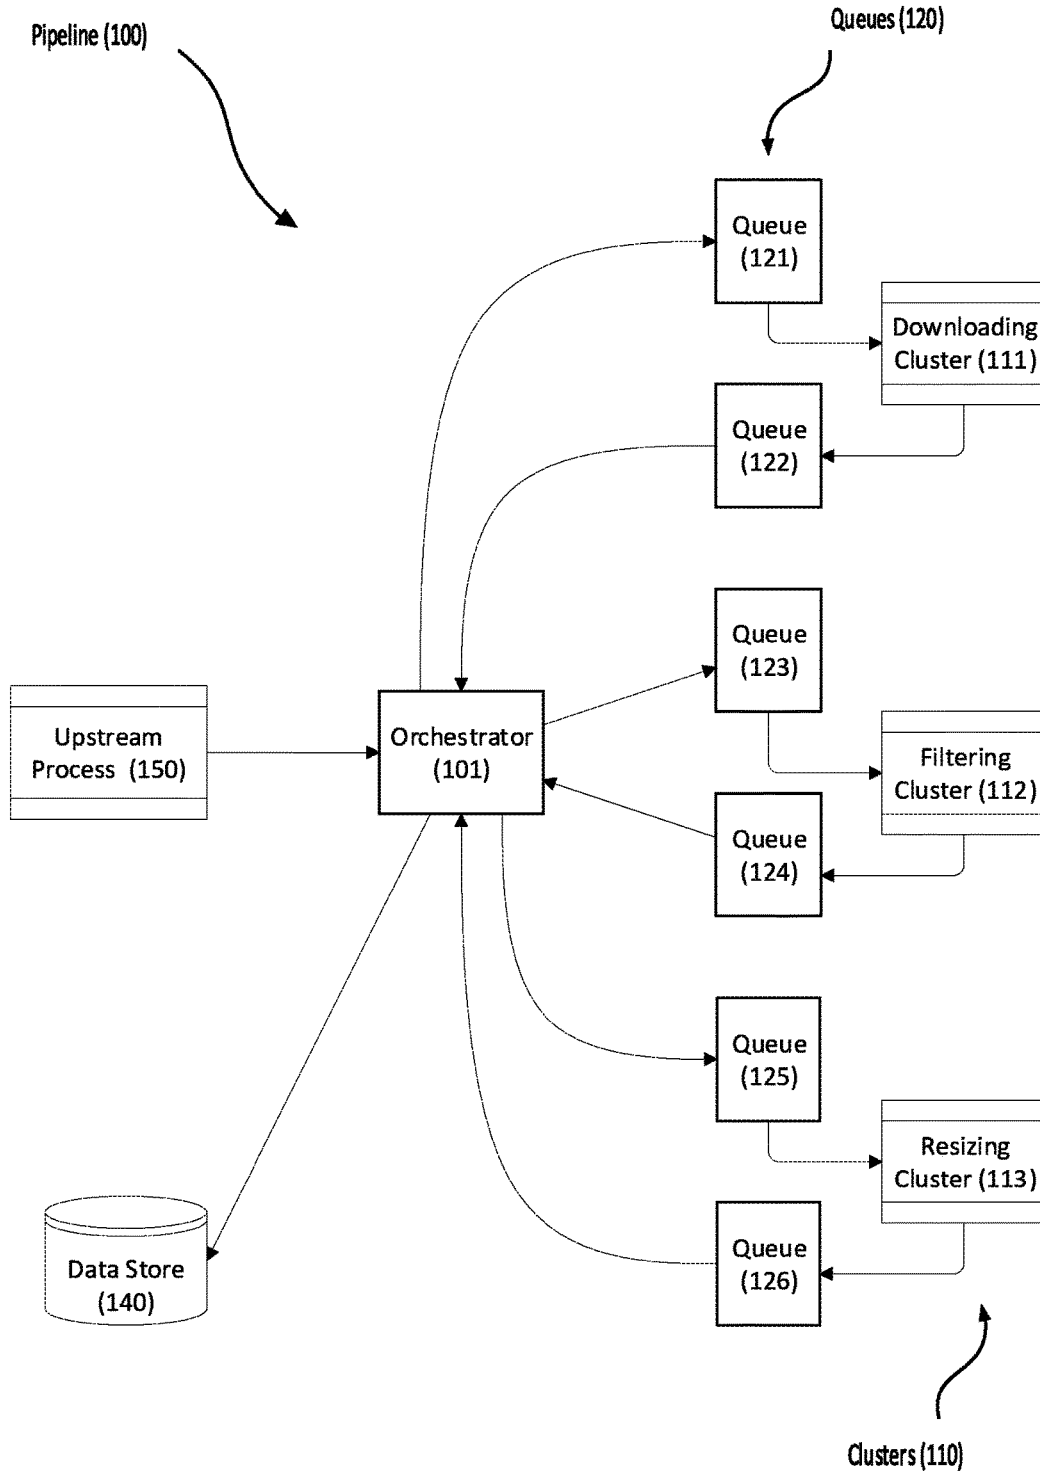 Pipeline (100)
Queues (120)
Queue
(121)
Downloading
Cluster (111)
Queue
(122)
Queue
(123)
Upstream
Process (150)
Orchestrator
(101)
Filtering
Cluster (112)
Queue
(124)
Queue
(125)
Resizing
Cluster (113)
Queue
(126)
Data Store
(140)
Clusters (110)